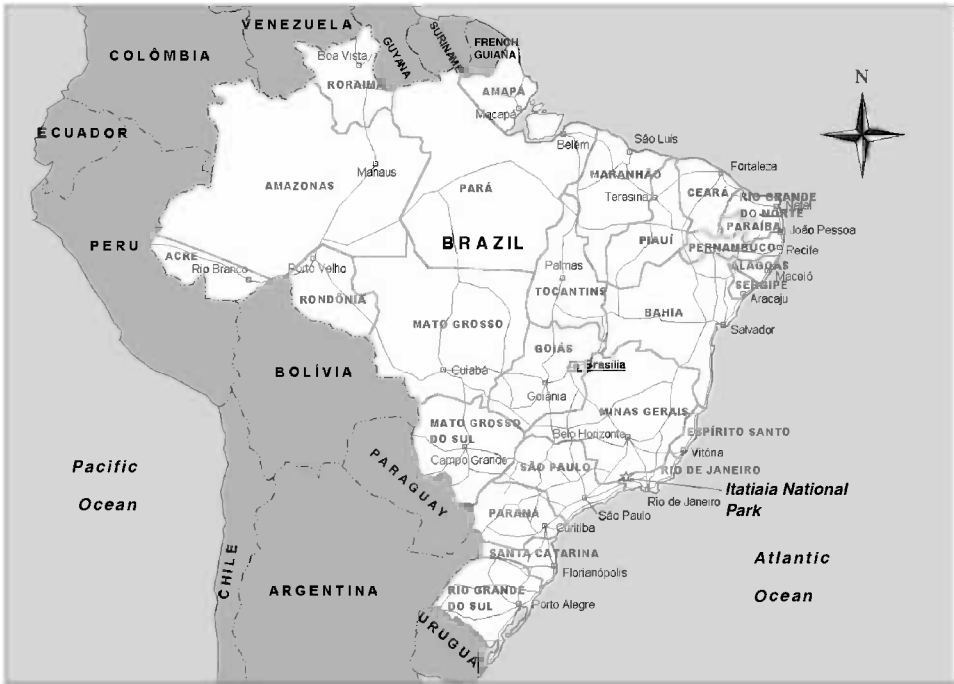 VENEZUELA
COLÔMBIA
GUYANA
SURINAME
FRENCH
GUIANA
Boa Vista
RORAIMA
AMAPÁ
Macapá
N
ECUADOR
Belém
São Luis
Manaus
AMAZONAS
PARÁ
MARANHÃO
Teresina
Fortaleza
CEARÁ
RIO GRANDE
DO NORTE
Natal
PARAÍBA
João Pessoa
PERU
BRAZIL
PIAUÍ
PERNAMBUCO
Recife
ACRE
Rio Branco
Porto Velho
Palmas
ALAGOAS
Maceió
RONDÔNIA
TOCANTINS
SERGIPE
Aracaju
MATO GROSSO
BAHIA
Salvador
GOIÁS
BOLÍVIA
Cuiabá
Brasília
Goiânia
MINAS GERAIS
MATO GROSSO
DO SUL
Belo Horizonte
ESPÍRITO SANTO
Vitória
Campo Grande
SÃO PAULO
RIO DE JANEIRO
Pacific
Ocean
PARAGUAY
Itatiaia National
Park
Rio de Janeiro
São Paulo
PARANÁ
Curitiba
SANTA CATARINA
Florianópolis
Atlantic
Ocean
CHILE
ARGENTINA
RIO GRANDE
DO SUL
Porto Alegre
URUGUA